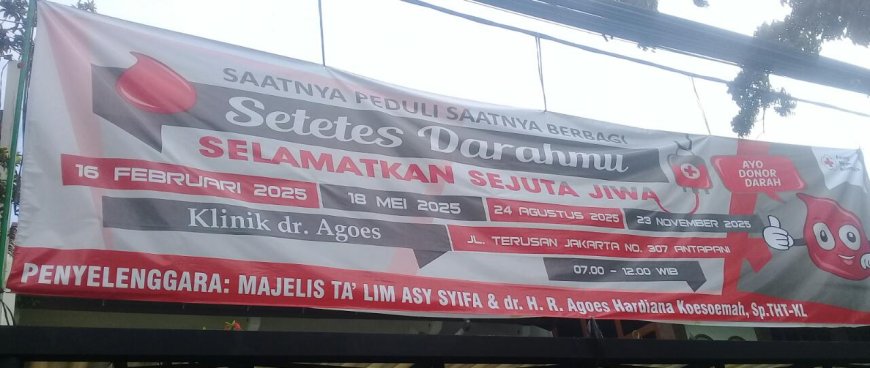 SAATNYA PEDULI SAATNYA BERBAGI
Setetes Darahmu
SELAMATKAN SEJUTA JIWA
AYO
DONOR
DARAH
16 FEBRUARI 2025
18 MEI 2025
24 AGUSTUS 2025
23 NOVEMBER 2025
Klinik dr. Agoes
JL. TERUSAN JAKARTA NO. 307 ANTAPANI
07.00 - 12.00 WIB
PENYELENGGARA: MAJELIS TA' LIM ASY SYIFA & dr. H. R. Agoes Hardiana Koesoemah, Sp.THT-KL